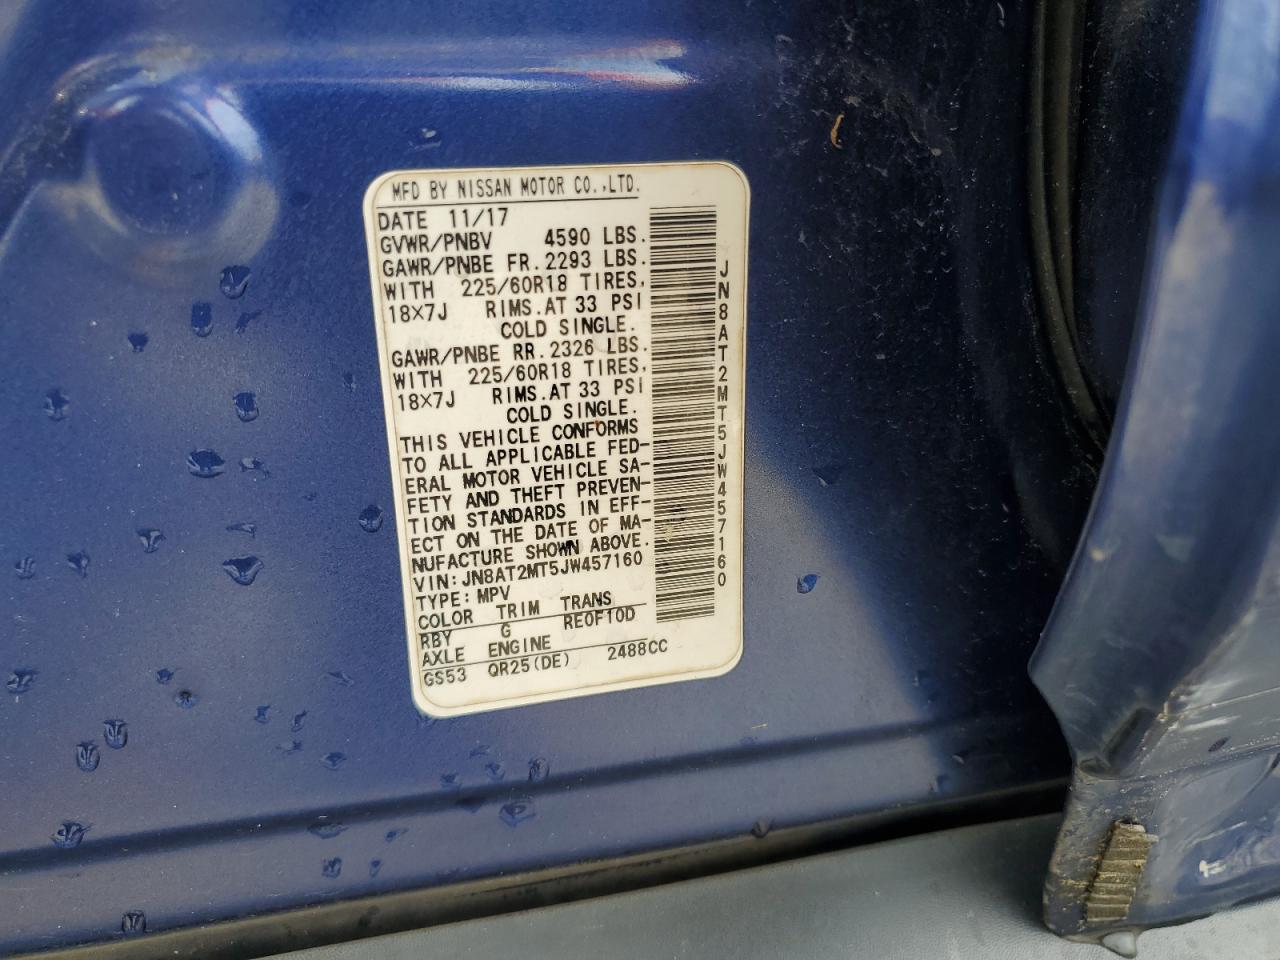 MFD BY NISSAN MOTOR CO.,LTD.
DATE 11/17
GVWR/PNBV 4590 LBS.
GAWR/PNBE FR. 2293 LBS.
WITH 225/60R18 TIRES,
18×7J RIMS.AT 33 PSI
COLD SINGLE.
GAWR/PNBE RR. 2326 LBS.
WITH 225/60R18 TIRES,
18×7J RIMS.AT 33 PSI
COLD SINGLE.
THIS VEHICLE CONFORMS
TO ALL APPLICABLE FED-
ERAL MOTOR VEHICLE SA-
FETY AND THEFT PREVEN-
TION STANDARDS IN EFF-
ECT ON THE DATE OF MA-
NUFACTURE SHOWN ABOVE.
VIN:JN8AT2MT5JW457160
TYPE:MPV
COLOR TRIM TRANS
RBY G RE0F10D
AXLE ENGINE
GS53 QR25(DE) 2488CC
JN8AT2MT5JW457160